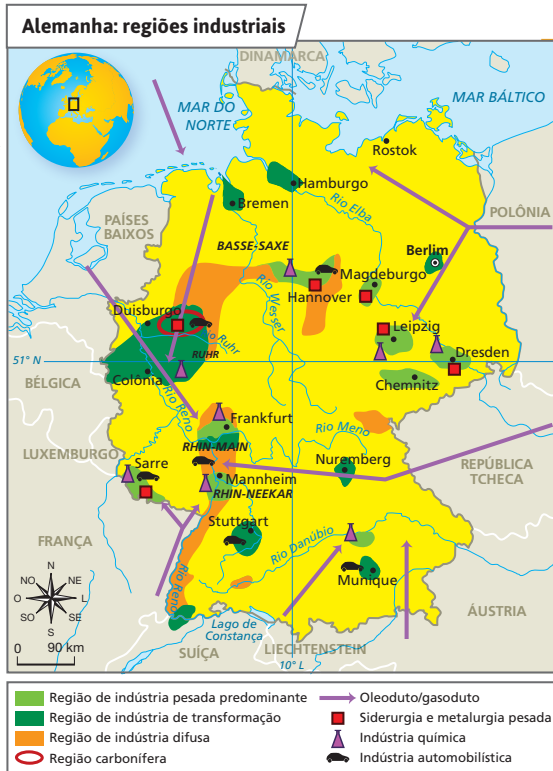 Alemanha: regiões industriais
DINAMARCA
MAR DO
NORTE
MAR BÁLTICO
Rostok
Hamburgo
Bremen
Rio Elba
POLÔNIA
PAÍSES
BAIXOS
BASSE-SAXE
Berlim
Magdeburgo
Hannover
Rio Wesser
Duisburgo
Ruhr
RUHR
Leipzig
Dresden
51° N
Colônia
Chemnitz
BÉLGICA
Rio Reno
Frankfurt
Rio Meno
RHIN-MAIN
LUXEMBURGO
Sarre
Nuremberg
REPÚBLICA
TCHECA
Mannheim
RHIN-NEEKAR
Stuttgart
FRANÇA
Rio Danúbio
Munique
Rio Reno
N
NO
NE
O
L
SO
SE
S
0
90 km
Lago de
Constança
ÁUSTRIA
SUÍÇA
LIECHTENSTEIN
10° L
Região de indústria pesada predominante
Região de indústria de transformação
Região de indústria difusa
Região carbonífera
Oleoduto/gasoduto
Siderurgia e metalurgia pesada
Indústria química
Indústria automobilística